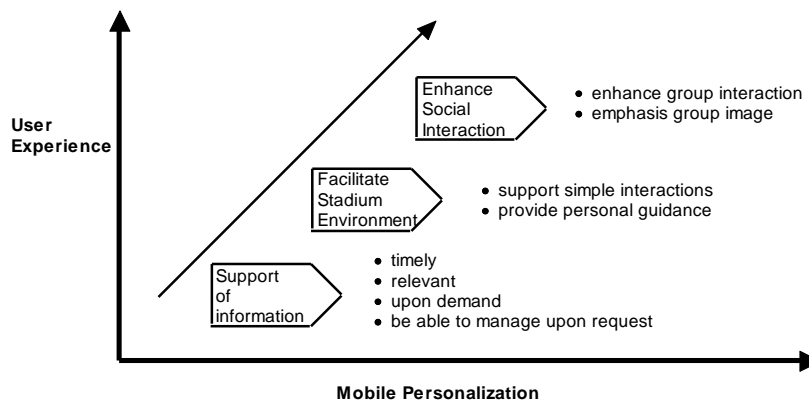 Enhance
Social
Interaction
• enhance group interaction
• emphasis group image
User
Experience
Facilitate
Stadium
Environment
• support simple interactions
• provide personal guidance
Support
of
information
• timely
• relevant
• upon demand
• be able to manage upon request
Mobile Personalization